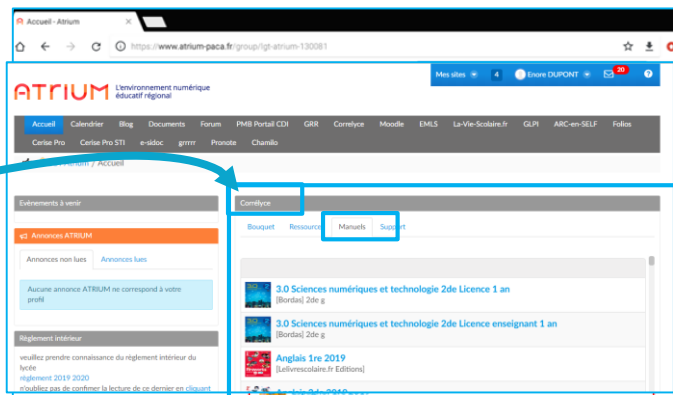 Accueil - Atrium
https://www.atrium-paca.fr/group/lgt-atrium-130081
Mes sites 4 Enore DUPONT 20 ?
ATRIUM L'environnement numérique
éducatif régional
Accueil Calendrier Blog Documents Forum PMB Portail CDI GRR Correlyce Moodle EMLS La-Vie-Scolaire.fr GLPI ARC-en-SELF Folios
Cerise Pro Cerise Pro STI e-sidoc grrrr Pronote Chamilo
/ Accueil
Evènements à venir
Corrélyce
Annonces ATRIUM
Bouquet Ressource Manuels Support
Annonces non lues Annonces lues
Aucune annonce ATRIUM ne correspond à votre
profil
3.0 Sciences numériques et technologie 2de Licence 1 an
[Bordas] 2de g
3.0 Sciences numériques et technologie 2de Licence enseignant 1 an
[Bordas] 2de g
Règlement intérieur
veuillez prendre connaissance du règlement intérieur du
lycée
règlement 2019 2020
n'oubliez pas de confimer la lecture de ce dernier en cliquant
Anglais 1re 2019
[Lelivrescolaire.fr Editions]